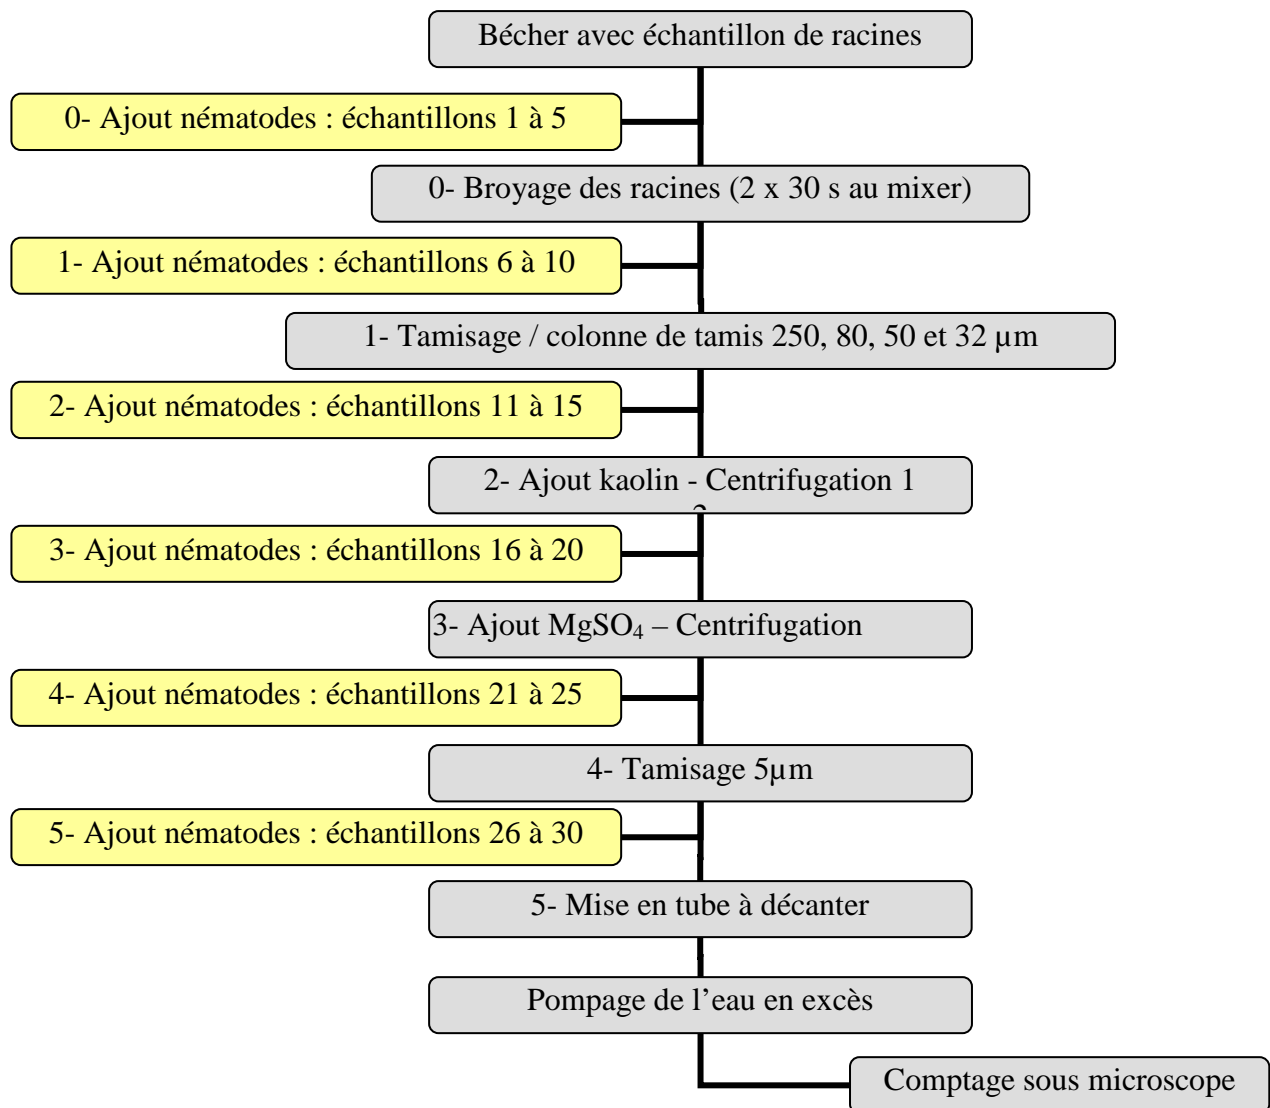 Bécher avec échantillon de racines
0- Ajout nématodes : échantillons 1 à 5
0- Broyage des racines (2 x 30 s au mixer)
1- Ajout nématodes : échantillons 6 à 10
1- Tamisage / colonne de tamis 250, 80, 50 et 32 µm
2- Ajout nématodes : échantillons 11 à 15
2- Ajout kaolin - Centrifugation 1
3- Ajout nématodes : échantillons 16 à 20
3- Ajout MgSO₄ – Centrifugation
4- Ajout nématodes : échantillons 21 à 25
4- Tamisage 5µm
5- Ajout nématodes : échantillons 26 à 30
5- Mise en tube à décanter
Pompage de l’eau en excès
Comptage sous microscope